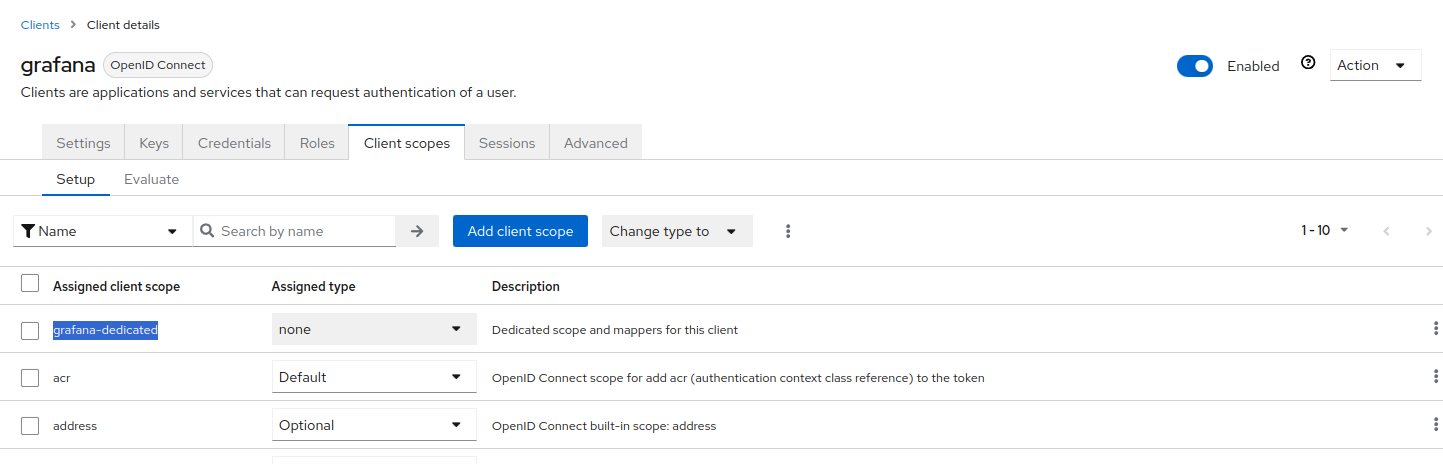 Clients > Client details
grafana OpenID Connect Enabled Action
Clients are applications and services that can request authentication of a user.
Settings Keys Credentials Roles Client scopes Sessions Advanced
Setup Evaluate
Name Search by name Add client scope Change type to 1 - 10
Assigned client scope Assigned type Description
grafana-dedicated none Dedicated scope and mappers for this client
acr Default OpenID Connect scope for add acr (authentication context class reference) to the token
address Optional OpenID Connect built-in scope: address